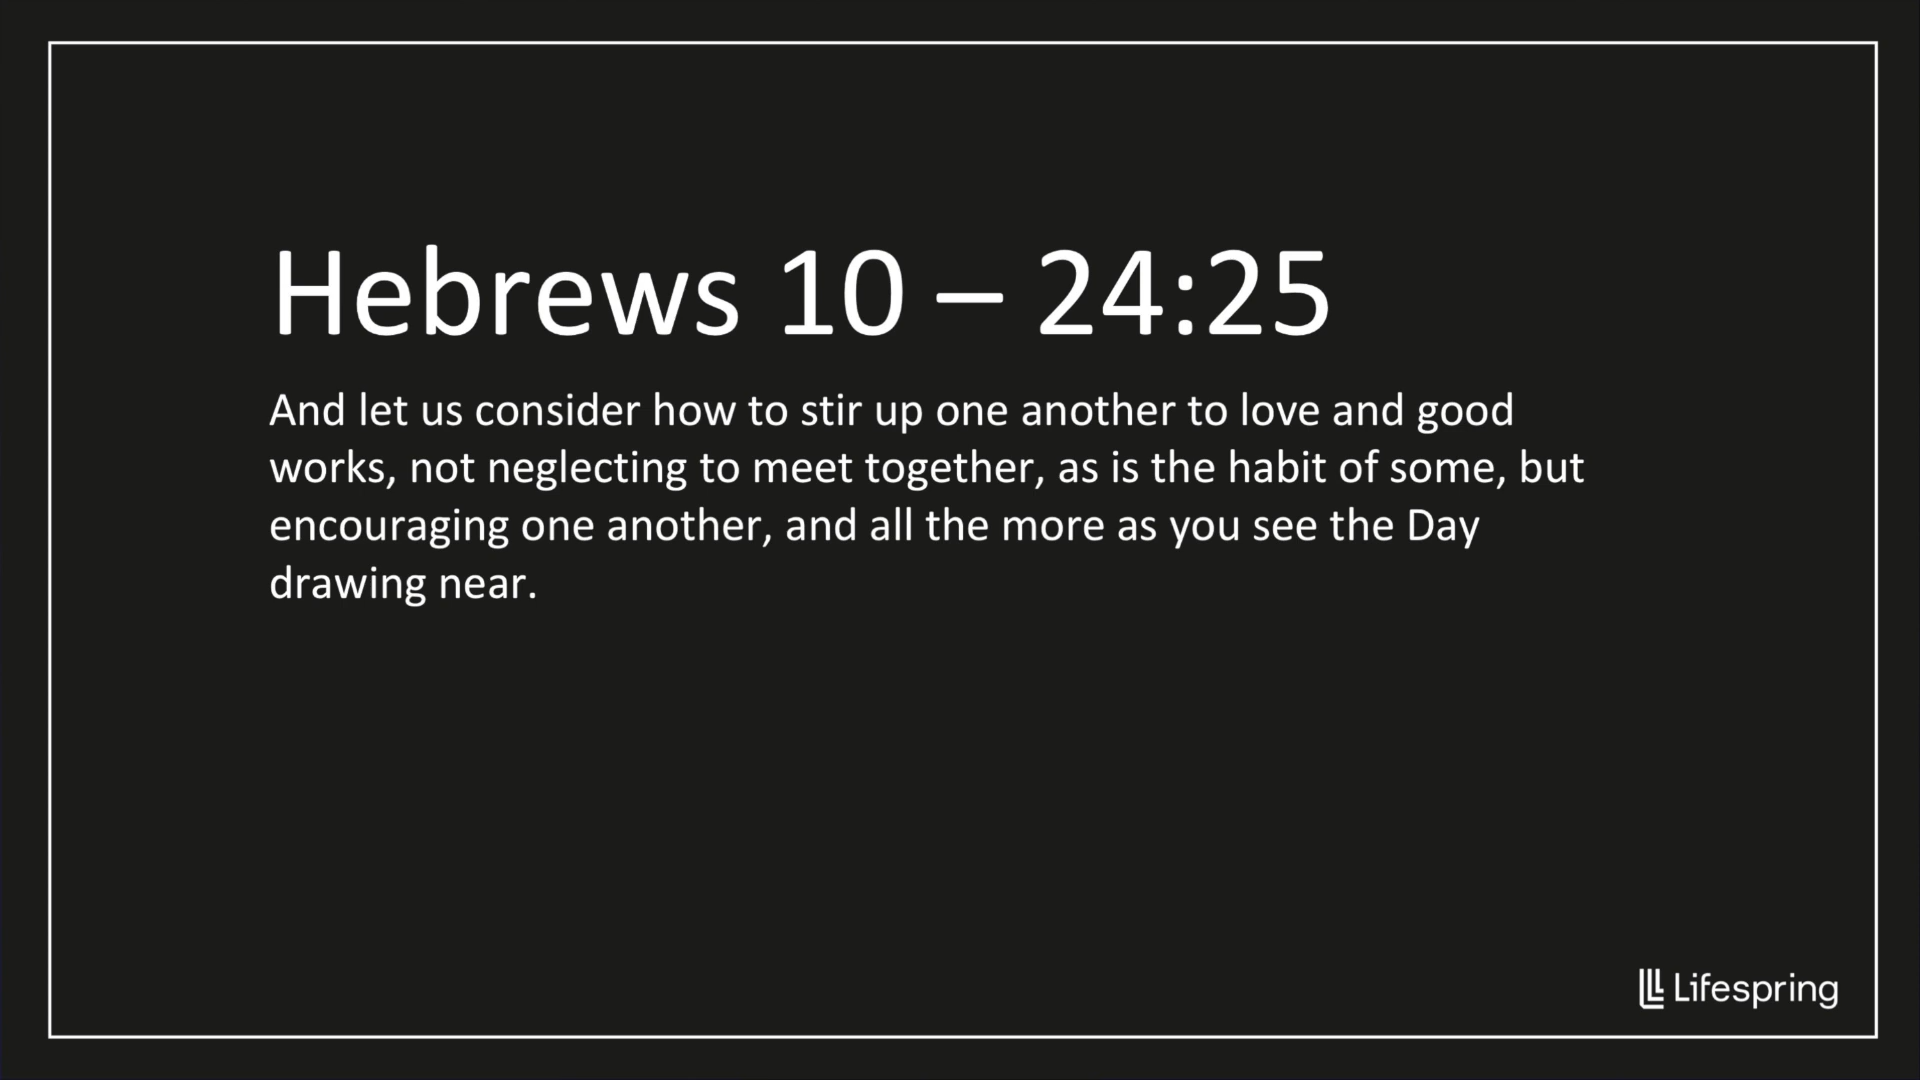 Hebrews 10 – 24:25
And let us consider how to stir up one another to love and good
works, not neglecting to meet together, as is the habit of some, but
encouraging one another, and all the more as you see the Day
drawing near.
Lifespring